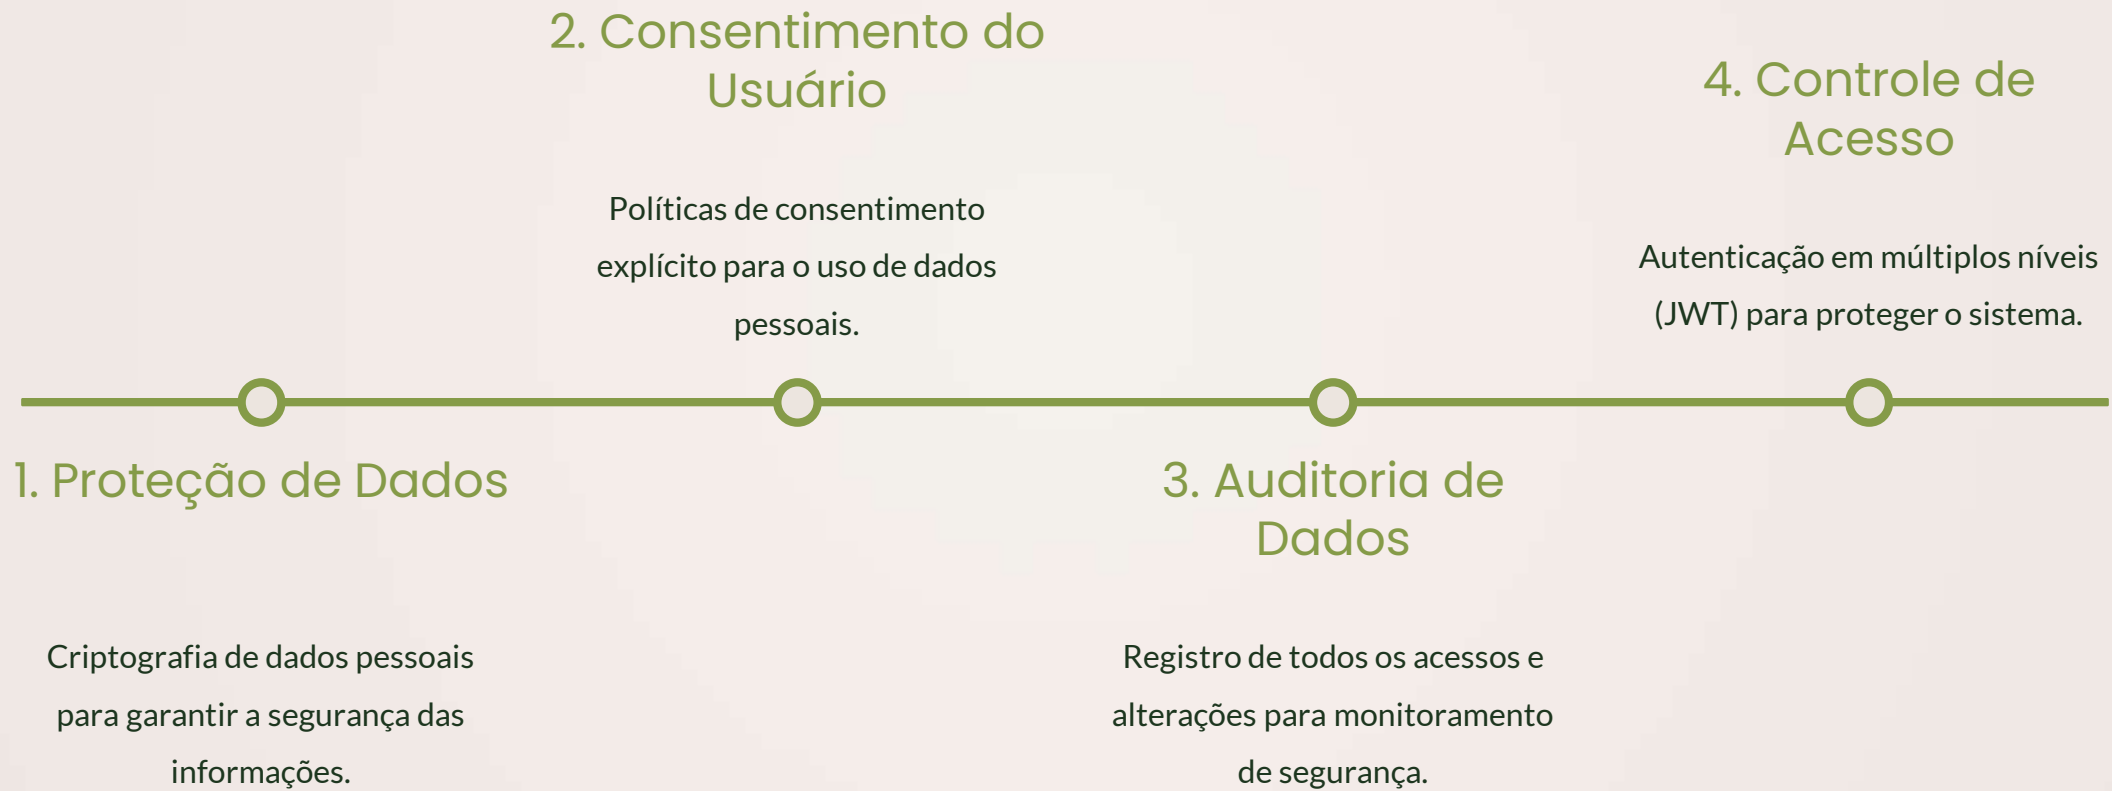 1. Proteção de Dados
Criptografia de dados pessoais
para garantir a segurança das
informações.
2. Consentimento do
Usuário
Políticas de consentimento
explícito para o uso de dados
pessoais.
3. Auditoria de
Dados
Registro de todos os acessos e
alterações para monitoramento
de segurança.
4. Controle de
Acesso
Autenticação em múltiplos níveis
(JWT) para proteger o sistema.